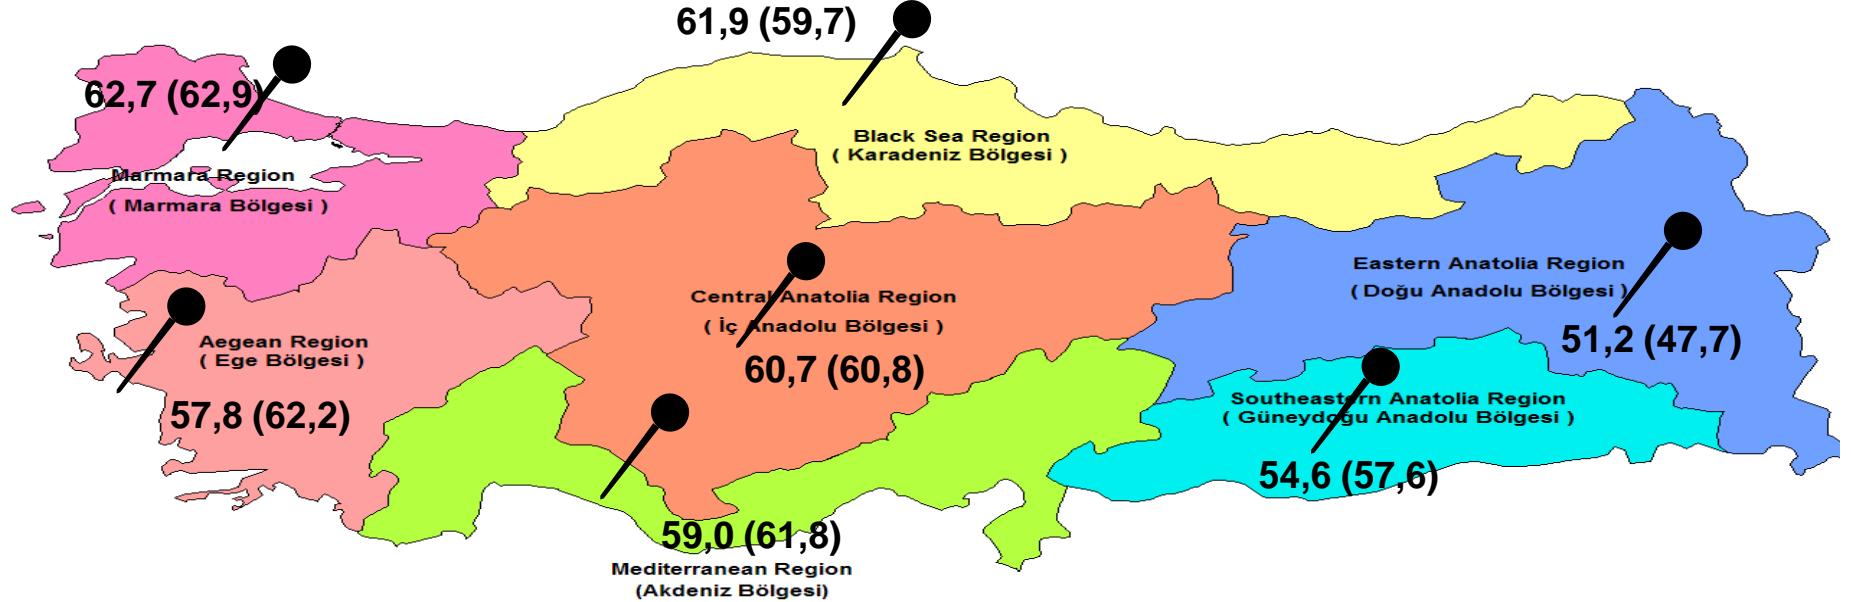 61,9 (59,7)
62,7 (62,9)
Black Sea Region
( Karadeniz Bölgesi )
Marmara Region
( Marmara Bölgesi )
Eastern Anatolia Region
( Doğu Anadolu Bölgesi )
51,2 (47,7)
Central Anatolia Region
( İç Anadolu Bölgesi )
60,7 (60,8)
Aegean Region
( Ege Bölgesi )
57,8 (62,2)
Southeastern Anatolia Region
( Güneydoğu Anadolu Bölgesi )
54,6 (57,6)
59,0 (61,8)
Mediterranean Region
(Akdeniz Bölgesi)